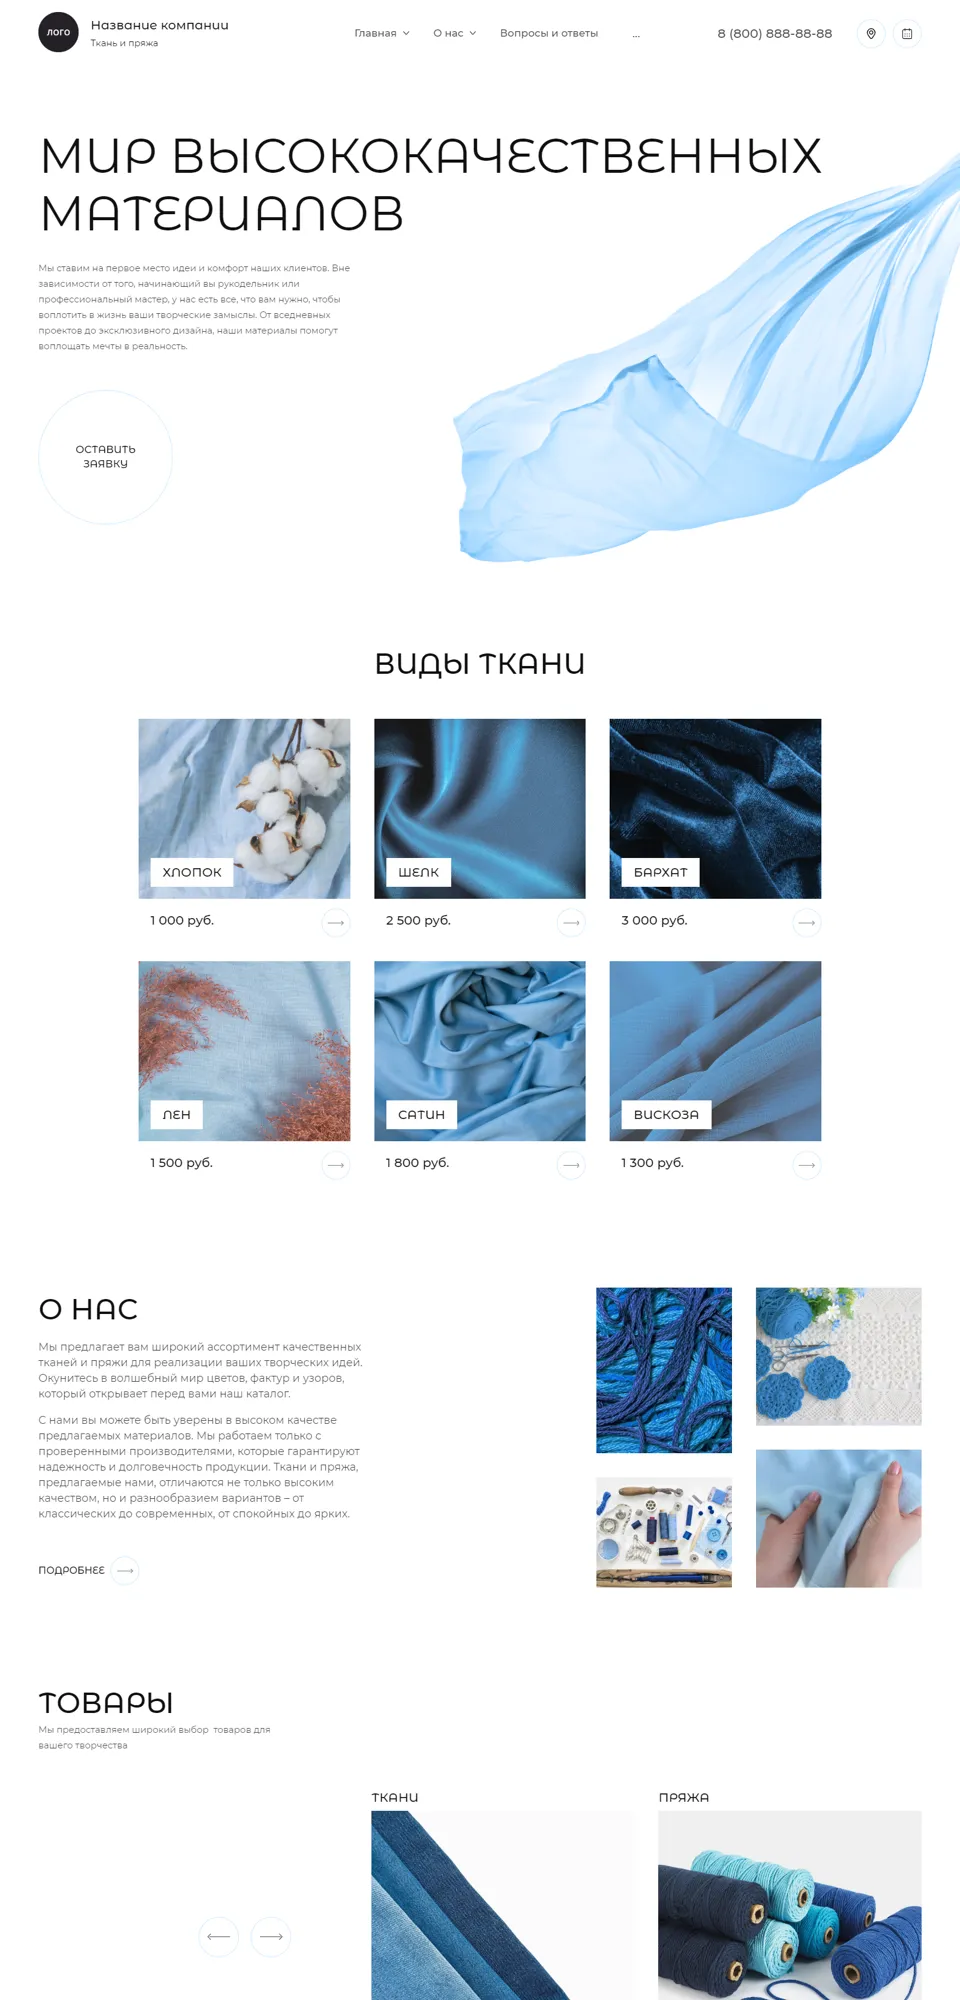 ЛОГО
Название компании
Ткань и пряжа
Главная
О нас
Вопросы и ответы
...
8 (800) 888-88-88
МИР ВЫСОКОКАЧЕСТВЕННЫХ
МАТЕРИАЛОВ
Мы ставим на первое место идеи и комфорт наших клиентов. Вне
зависимости от того, начинающий вы рукодельник или
профессиональный мастер, у нас есть все, что вам нужно, чтобы
воплотить в жизнь ваши творческие замыслы. От вседневных
проектов до эксклюзивного дизайна, наши материалы помогут
воплощать мечты в реальность.
ОСТАВИТЬ
ЗАЯВКУ
ВИДЫ ТКАНИ
ХЛОПОК
ШЕЛК
БАРХАТ
1 000 руб.
2 500 руб.
3 000 руб.
ЛЕН
САТИН
ВИСКОЗА
1 500 руб.
1 800 руб.
1 300 руб.
О НАС
Мы предлагает вам широкий ассортимент качественных
тканей и пряжи для реализации ваших творческих идей.
Окунитесь в волшебный мир цветов, фактур и узоров,
который открывает перед вами наш каталог.
С нами вы можете быть уверены в высоком качестве
предлагаемых материалов. Мы работаем только с
проверенными производителями, которые гарантируют
надежность и долговечность продукции. Ткани и пряжа,
предлагаемые нами, отличаются не только высоким
качеством, но и разнообразием вариантов – от
классических до современных, от спокойных до ярких.
ПОДРОБНЕЕ
ТОВАРЫ
Мы предоставляем широкий выбор товаров для
вашего творчества
ТКАНИ
ПРЯЖА